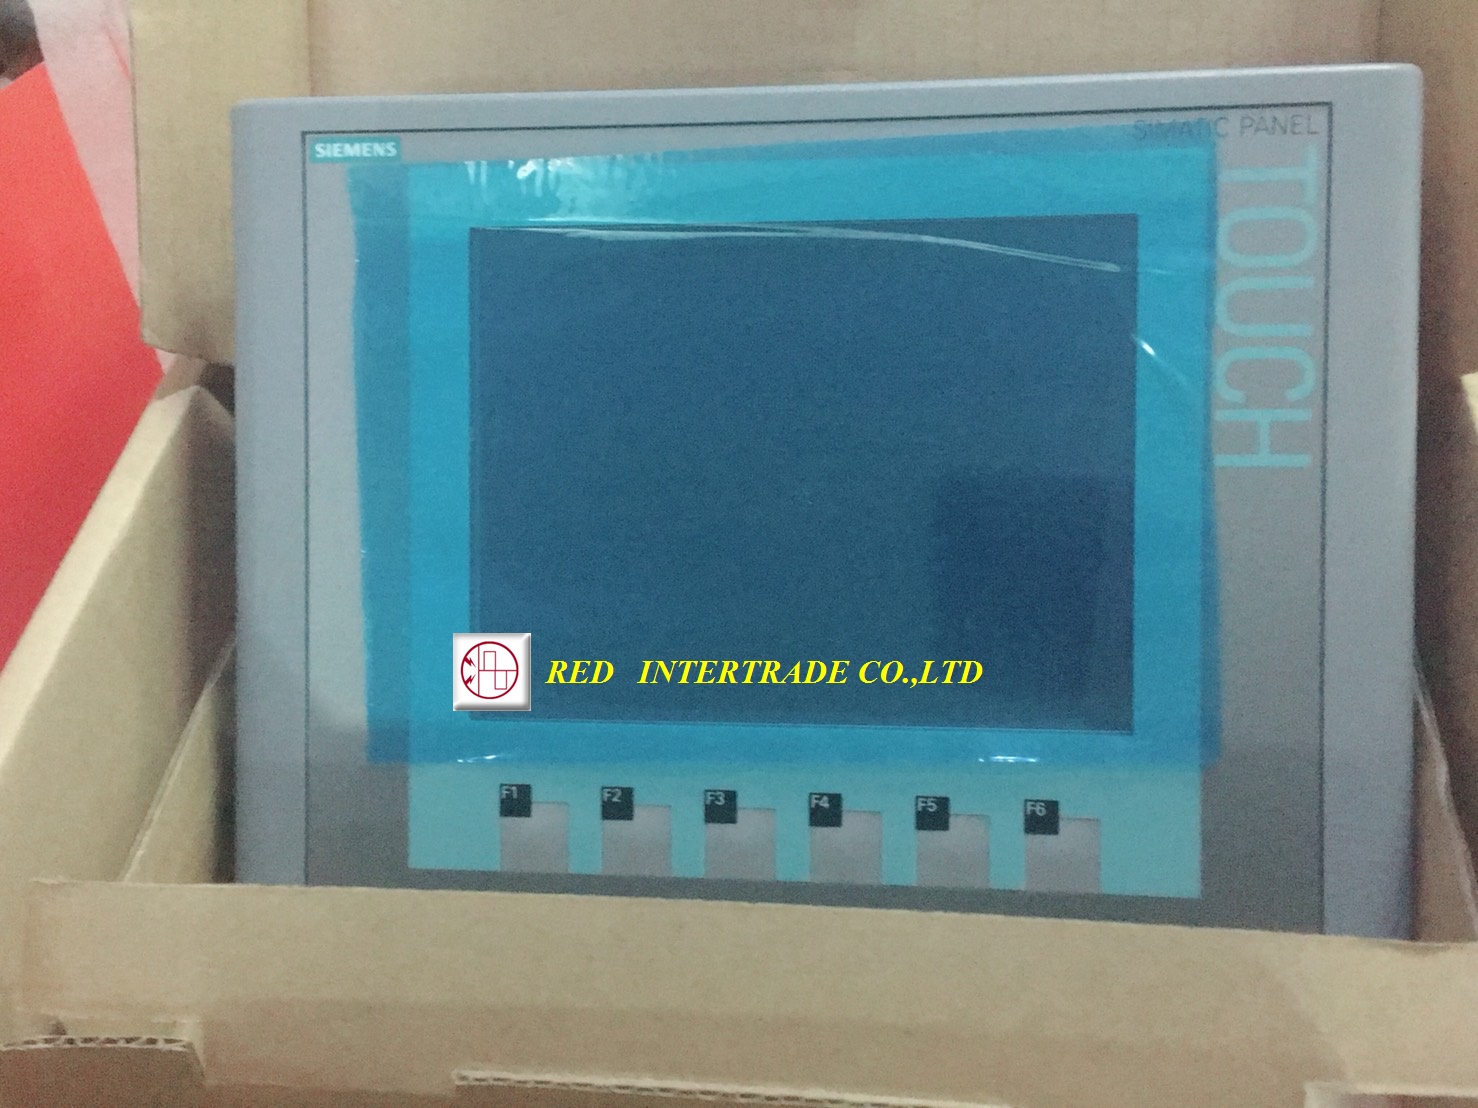 SIEMENS
SIMATIC PANEL
TOUCH
RED INTERTRADE CO.,LTD
F1 F2 F3 F4 F5 F6